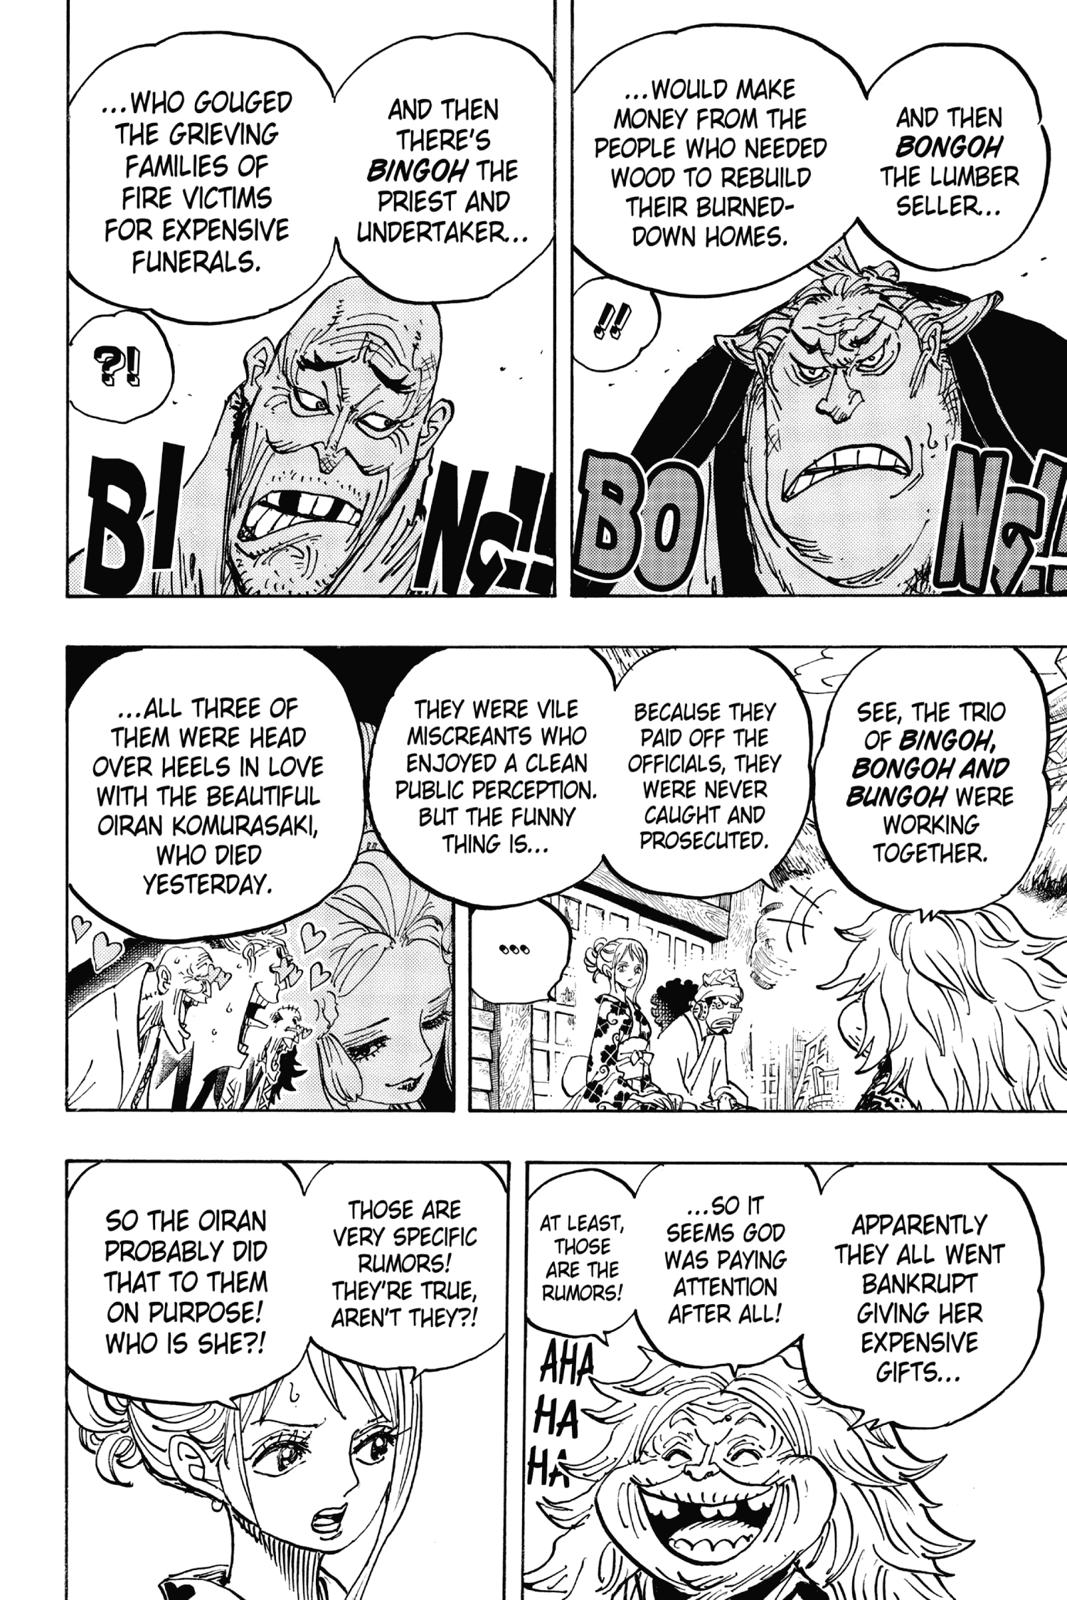 AND THEN
BONGOH
THE LUMBER
SELLER...
...WOULD MAKE
MONEY FROM THE
PEOPLE WHO NEEDED
WOOD TO REBUILD
THEIR BURNED-
DOWN HOMES.
!!
BONG!!
AND THEN
THERE'S
BINGOH THE
PRIEST AND
UNDERTAKER...
...WHO GOUGED
THE GRIEVING
FAMILIES OF
FIRE VICTIMS
FOR EXPENSIVE
FUNERALS.
?!
BING!!
SEE, THE TRIO
OF BINGOH,
BONGOH AND
BUNGOH WERE
WORKING
TOGETHER.
BECAUSE THEY
PAID OFF THE
OFFICIALS, THEY
WERE NEVER
CAUGHT AND
PROSECUTED.
THEY WERE VILE
MISCREANTS WHO
ENJOYED A CLEAN
PUBLIC PERCEPTION.
BUT THE FUNNY
THING IS...
...
...ALL THREE OF
THEM WERE HEAD
OVER HEELS IN LOVE
WITH THE BEAUTIFUL
OIRAN KOMURASAKI,
WHO DIED
YESTERDAY.
APPARENTLY
THEY ALL WENT
BANKRUPT
GIVING HER
EXPENSIVE
GIFTS...
...SO IT
SEEMS GOD
WAS PAYING
ATTENTION
AFTER ALL!
AT LEAST,
THOSE
ARE THE
RUMORS!
AHA
HA
HA
THOSE ARE
VERY SPECIFIC
RUMORS!
THEY'RE TRUE,
AREN'T THEY?!
SO THE OIRAN
PROBABLY DID
THAT TO THEM
ON PURPOSE!
WHO IS SHE?!